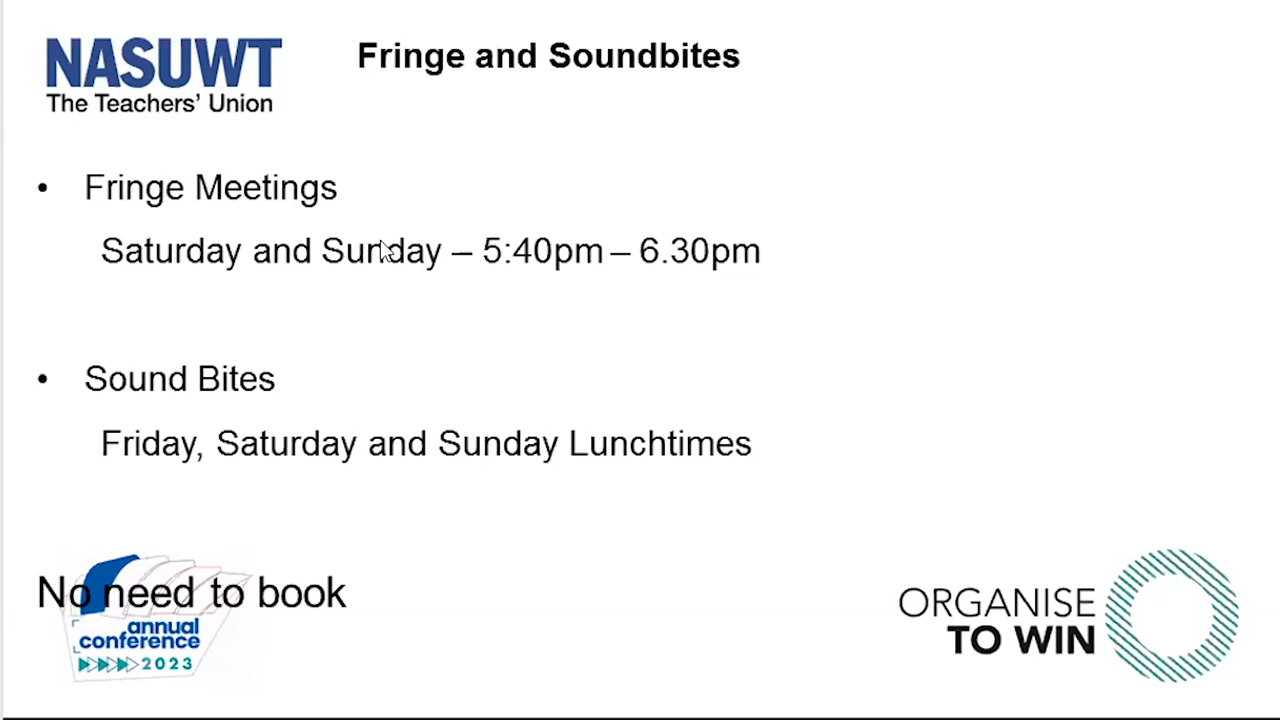 NASUWT
The Teachers' Union
Fringe and Soundbites
• Fringe Meetings
Saturday and Sunday – 5:40pm – 6.30pm
• Sound Bites
Friday, Saturday and Sunday Lunchtimes
No need to book
annual
conference
2023
ORGANISE
TO WIN